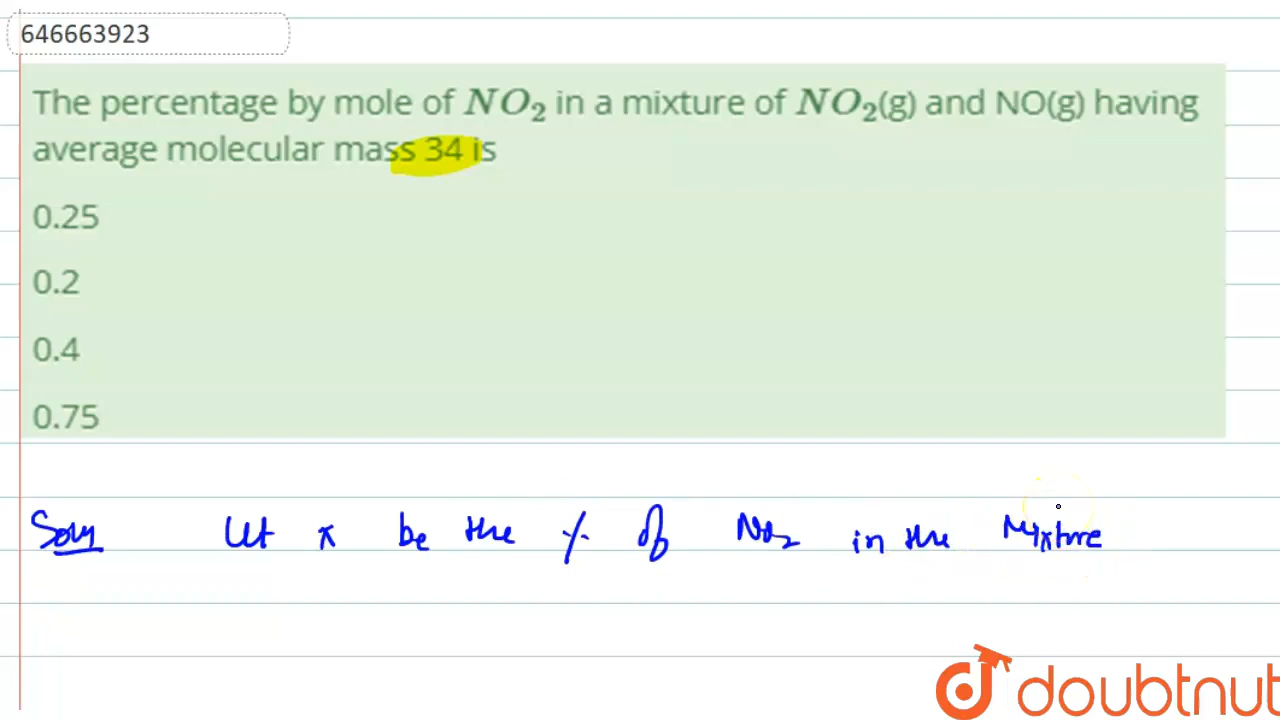 646663923
The percentage by mole of NO₂ in a mixture of NO₂(g) and NO(g) having
average molecular mass 34 is
0.25
0.2
0.4
0.75
Soln Let x be the % of NO₂ in the Mixture
doubtnut